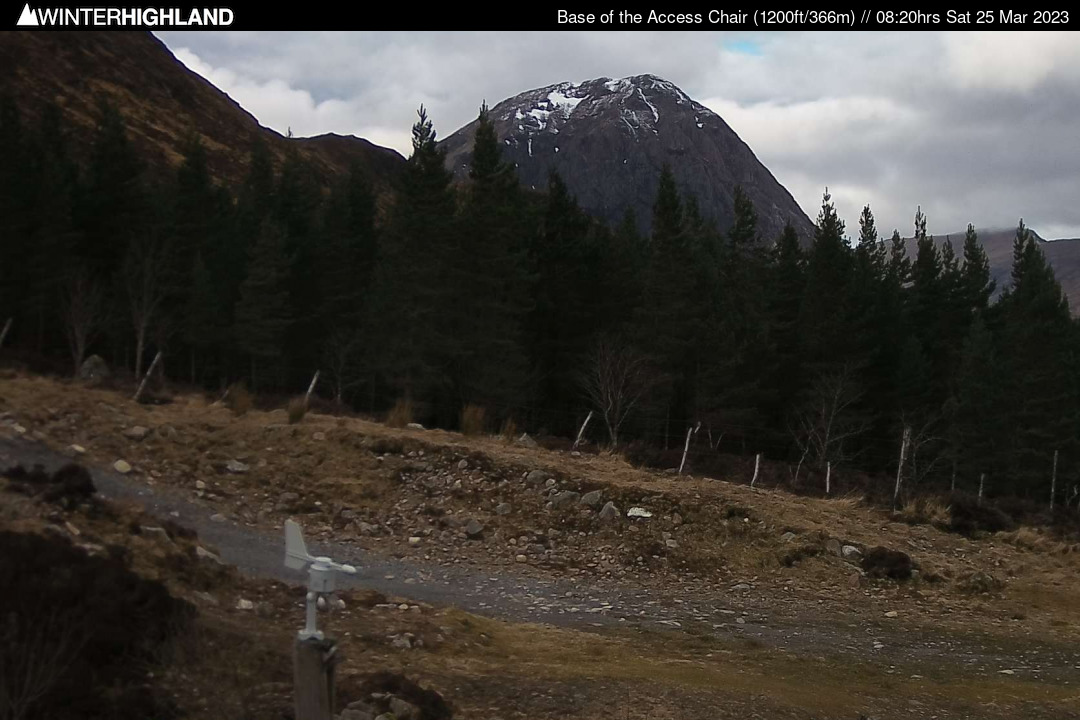 WINTERHIGHLAND
Base of the Access Chair (1200ft/366m) // 08:20hrs Sat 25 Mar 2023